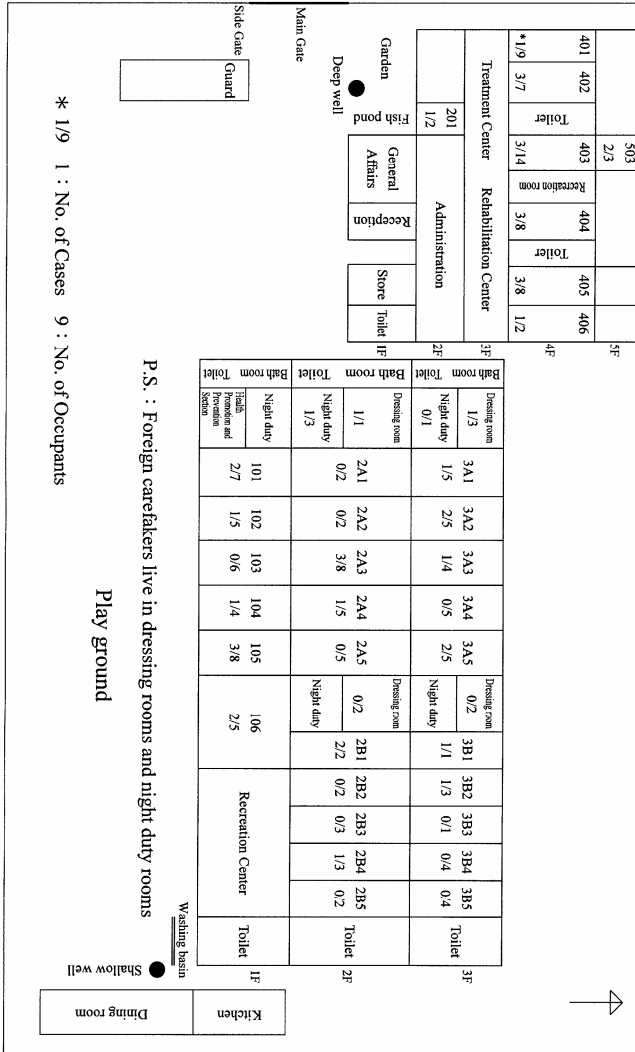 503
2/3
5F
401
402
Toiler
403
Recreation room
404
Toiler
405
406
*1/9
3/7
3/14
3/8
3/8
1/2
4F
Treatment Center
Rehabilitation Center
3F
201
1/2
Administration
2F
Garden
Deep well
Fish pond
General
Affairs
Reception
Store
Toilet
1F
Main Gate
Side Gate
Guard
Bath room
Toilet
Dressing room
1/3
Night duty
0/1
3A1
1/5
3A2
2/5
3A3
1/4
3A4
0/5
3A5
2/5
Dressing room
0/2
Night duty
3B1
1/1
3B2
1/3
3B3
0/1
3B4
0/4
3B5
0/4
Toilet
3F
Bath room
Toilet
Dressing room
1/1
Night duty
1/3
2A1
0/2
2A2
0/2
2A3
3/8
2A4
1/5
2A5
0/5
Dressing room
0/2
Night duty
2B1
2/2
2B2
0/2
2B3
0/3
2B4
1/3
2B5
0/2
Toilet
2F
Bath room
Toilet
Night duty
Health
Promotion and
Prevention
Section
101
2/7
102
1/5
103
0/6
104
1/4
105
3/8
106
2/5
Recreation Center
Toilet
1F
Washing basin
Shallow well
Kitchen
Dining room
P.S. : Foreign carefakers live in dressing rooms and night duty rooms
Play ground
* 1/9 1 : No. of Cases 9 : No. of Occupants